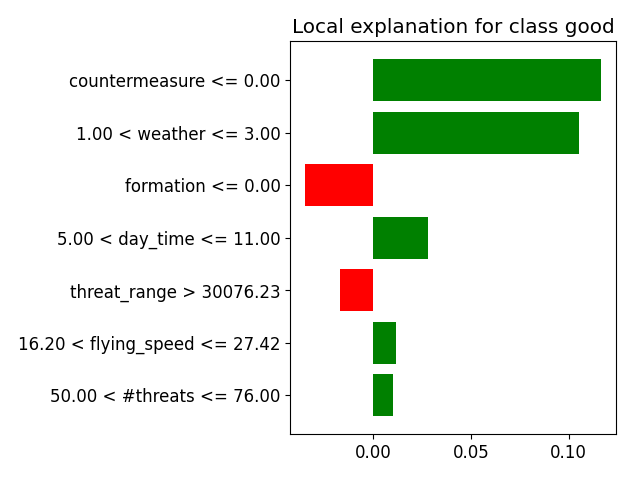 Local explanation for class good
countermeasure <= 0.00
1.00 < weather <= 3.00
formation <= 0.00
5.00 < day_time <= 11.00
threat_range > 30076.23
16.20 < flying_speed <= 27.42
50.00 < #threats <= 76.00
0.00 0.05 0.10